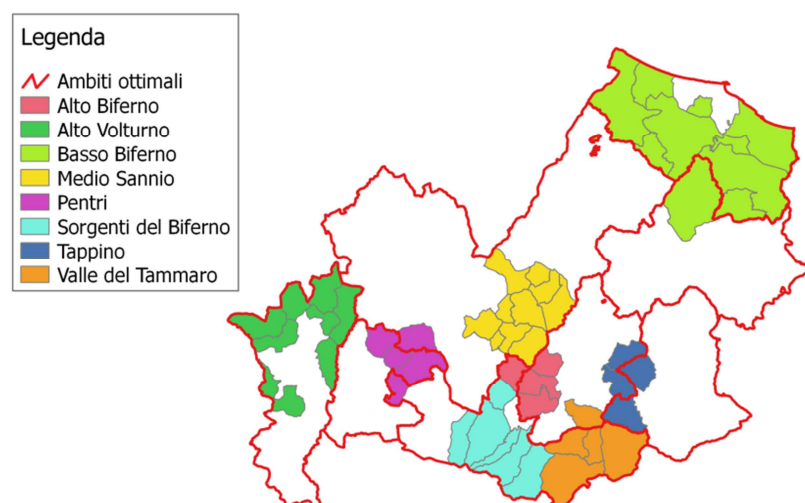 Legenda
Ambiti ottimali
Alto Biferno
Alto Volturno
Basso Biferno
Medio Sannio
Pentri
Sorgenti del Biferno
Tappino
Valle del Tammaro